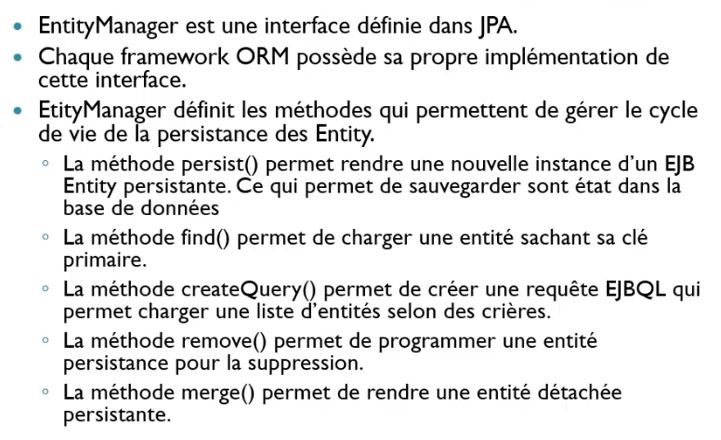 • EntityManager est une interface définie dans JPA.
• Chaque framework ORM possède sa propre implémentation de
cette interface.
• EtityManager définit les méthodes qui permettent de gérer le cycle
de vie de la persistance des Entity.
◦ La méthode persist() permet rendre une nouvelle instance d’un EJB
Entity persistante. Ce qui permet de sauvegarder sont état dans la
base de données
◦ La méthode find() permet de charger une entité sachant sa clé
primaire.
◦ La méthode createQuery() permet de créer une requête EJBQL qui
permet charger une liste d’entités selon des crières.
◦ La méthode remove() permet de programmer une entité
persistance pour la suppression.
◦ La méthode merge() permet de rendre une entité détachée
persistante.